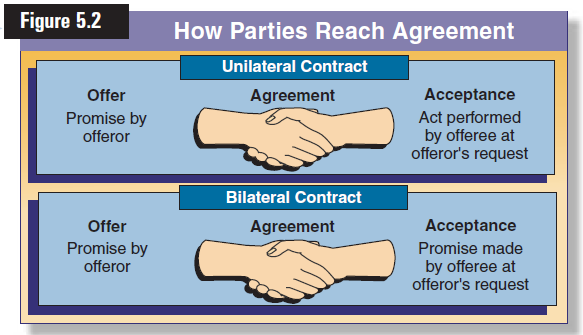 Figure 5.2
How Parties Reach Agreement
Unilateral Contract
Offer
Promise by
offeror
Agreement
Acceptance
Act performed
by offeree at
offeror's request
Bilateral Contract
Offer
Promise by
offeror
Agreement
Acceptance
Promise made
by offeree at
offeror's request